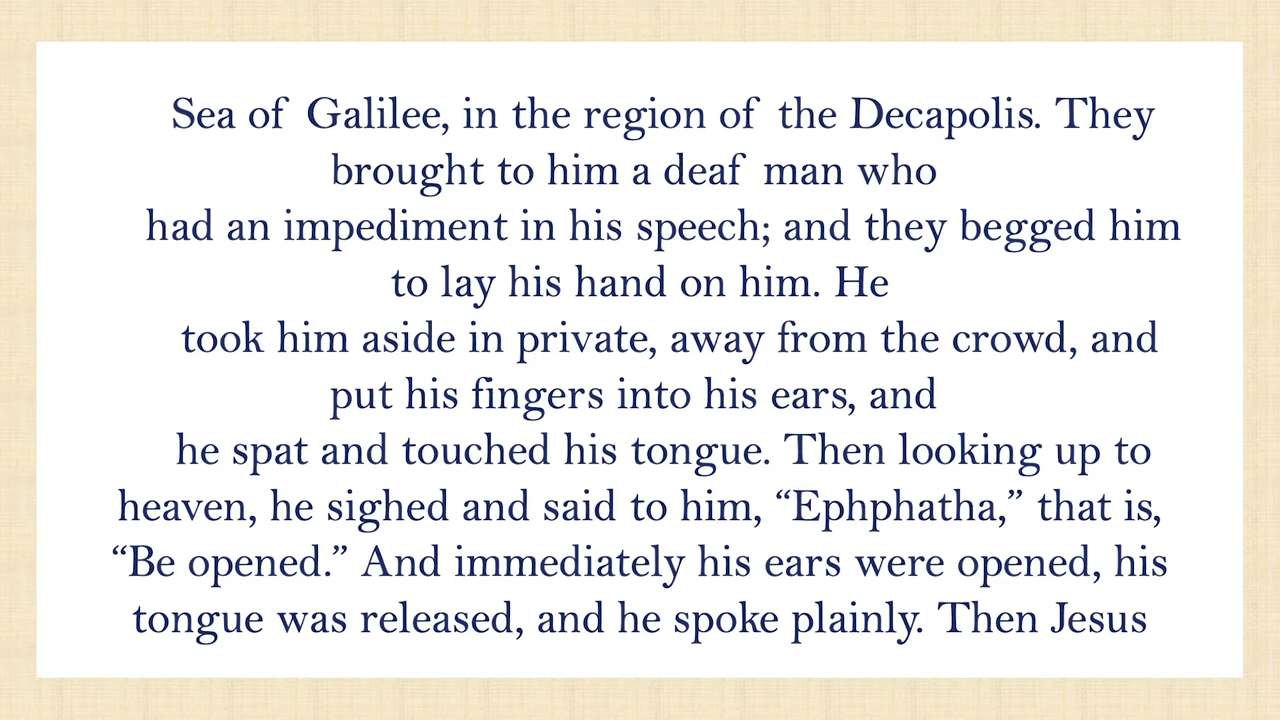 Sea of Galilee, in the region of the Decapolis. They
brought to him a deaf man who
had an impediment in his speech; and they begged him
to lay his hand on him. He
took him aside in private, away from the crowd, and
put his fingers into his ears, and
he spat and touched his tongue. Then looking up to
heaven, he sighed and said to him, “Ephphatha,” that is,
“Be opened.” And immediately his ears were opened, his
tongue was released, and he spoke plainly. Then Jesus